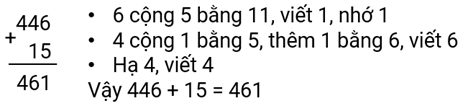 446
+
15
461
• 6 cộng 5 bằng 11, viết 1, nhớ 1
• 4 cộng 1 bằng 5, thêm 1 bằng 6, viết 6
• Hạ 4, viết 4
Vậy 446 + 15 = 461